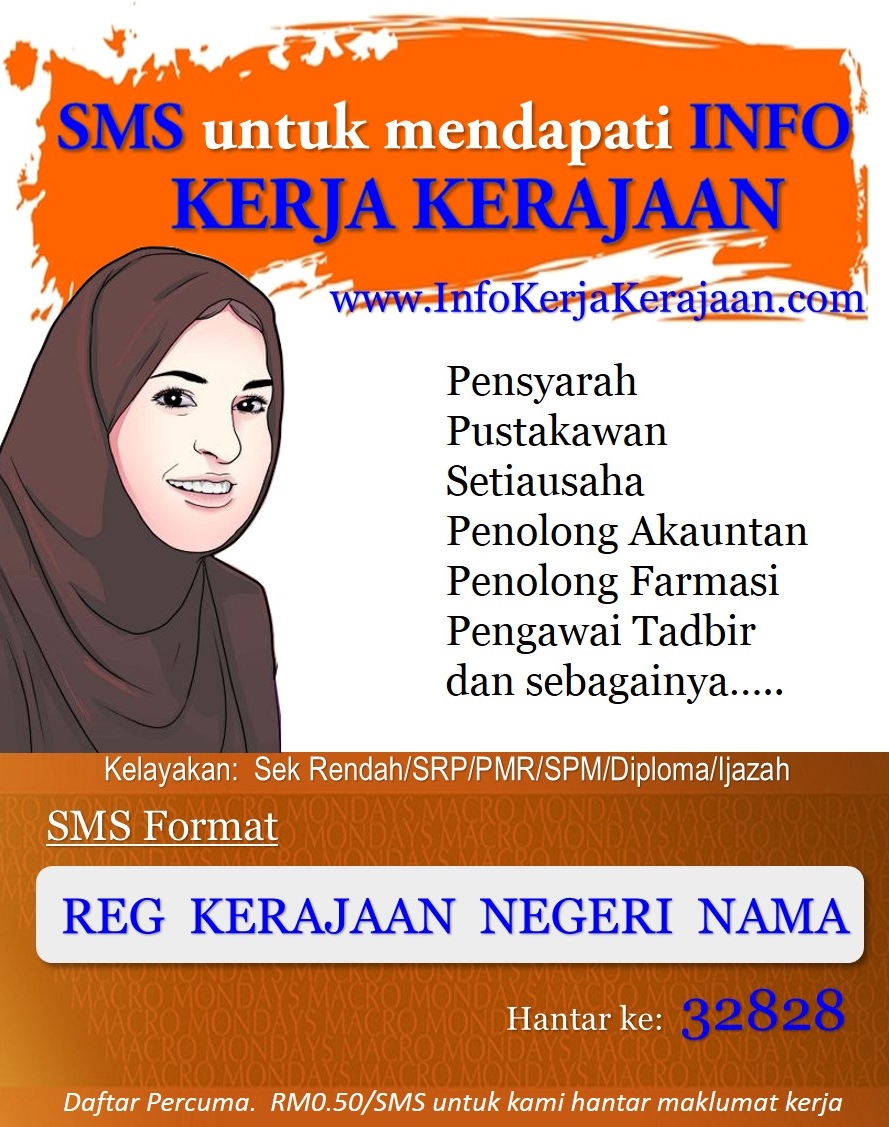 SMS untuk mendapati INFO
KERJA KERAJAAN
www.InfoKerjaKerajaan.com
Pensyarah
Pustakawan
Setiausaha
Penolong Akauntan
Penolong Farmasi
Pengawai Tadbir
dan sebagainya.....
Kelayakan: Sek Rendah/SRP/PMR/SPM/Diploma/Ijazah
SMS Format
REG KERAJAAN NEGERI NAMA
Hantar ke: 32828
Daftar Percuma. RM0.50/SMS untuk kami hantar maklumat kerja